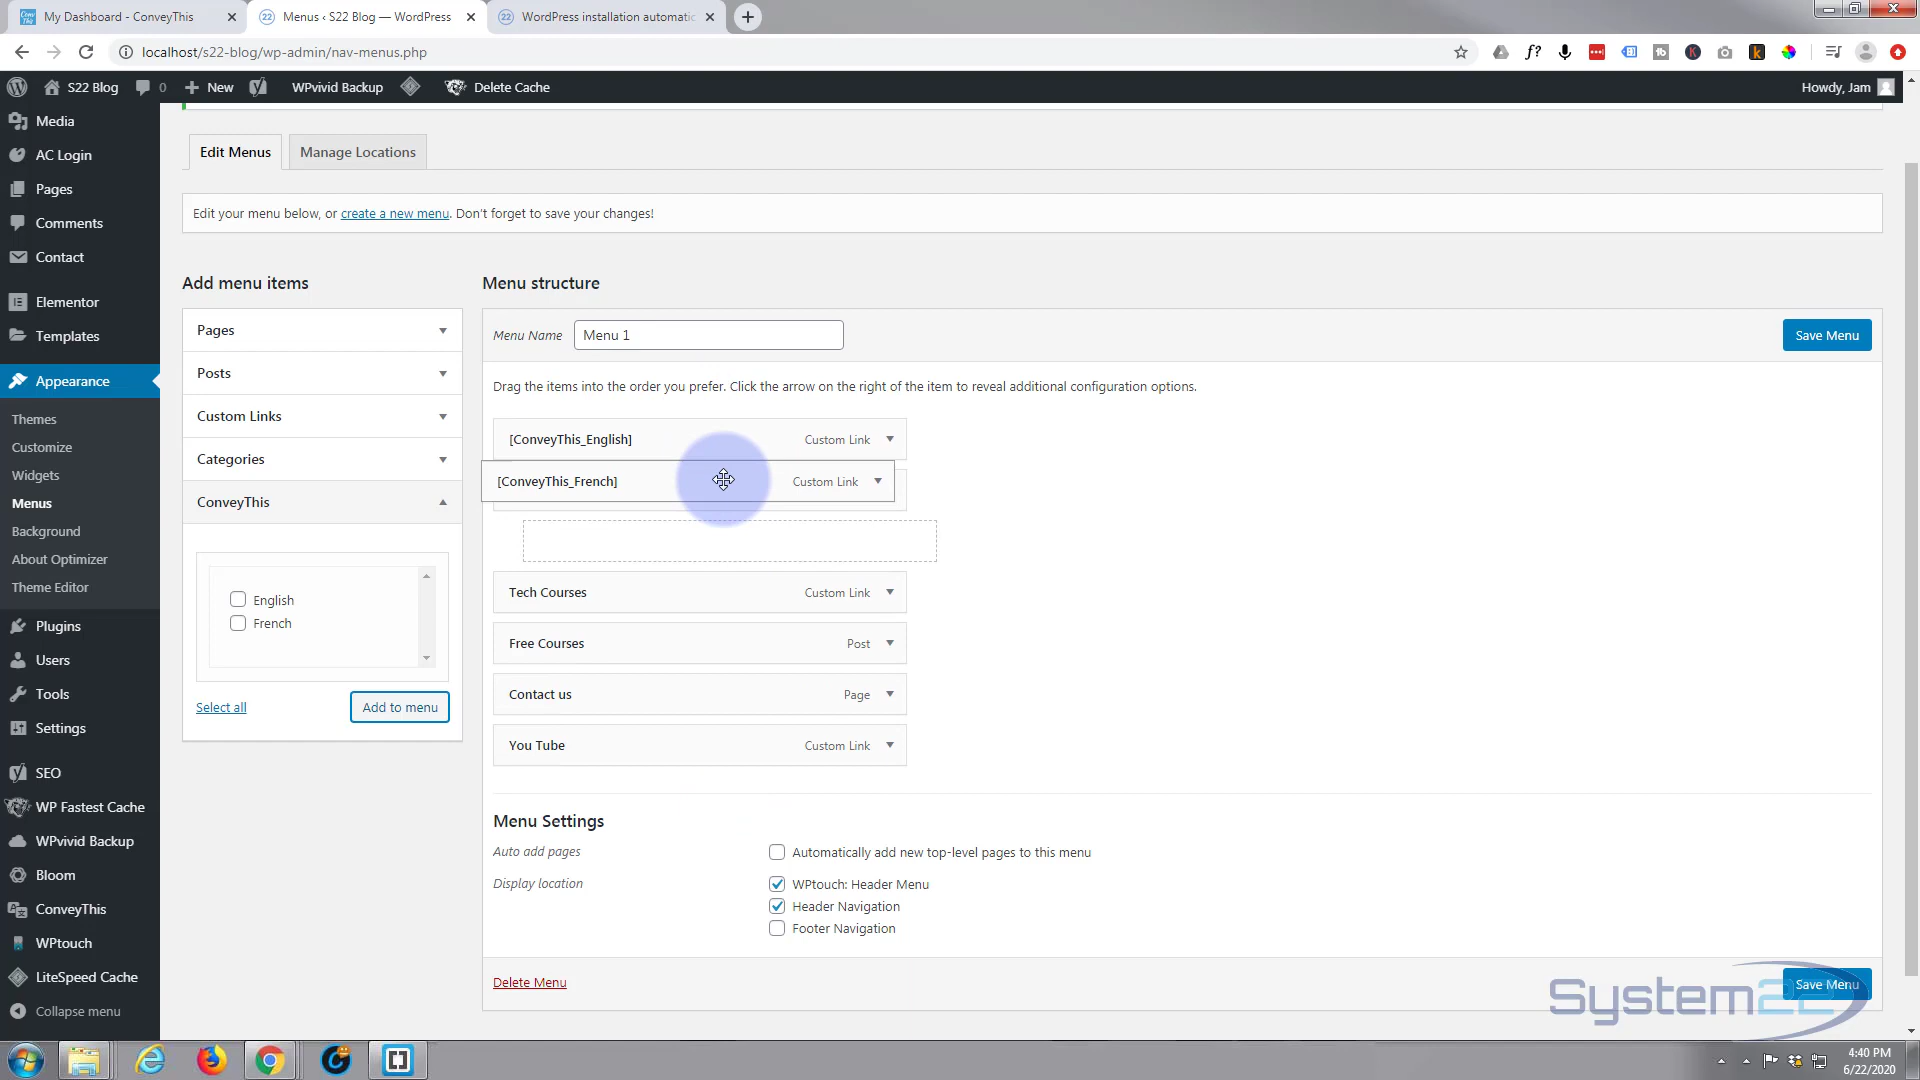 My Dashboard - ConveyThis
Menus ‹ S22 Blog — WordPress
WordPress installation automatic
localhost/s22-blog/wp-admin/nav-menus.php
S22 Blog
0
New
WPvivid Backup
Delete Cache
Howdy, Jam
Media
AC Login
Pages
Comments
Contact
Elementor
Templates
Appearance
Themes
Customize
Widgets
Menus
Background
About Optimizer
Theme Editor
Plugins
Users
Tools
Settings
SEO
WP Fastest Cache
WPvivid Backup
Bloom
ConveyThis
WPtouch
LiteSpeed Cache
Collapse menu
Edit Menus
Manage Locations
Edit your menu below, or create a new menu. Don't forget to save your changes!
Add menu items
Pages
Posts
Custom Links
Categories
ConveyThis
English
French
Select all
Add to menu
Menu structure
Menu Name Menu 1
Save Menu
Drag the items into the order you prefer. Click the arrow on the right of the item to reveal additional configuration options.
[ConveyThis_English] Custom Link
[ConveyThis_French] Custom Link
Tech Courses Custom Link
Free Courses Post
Contact us Page
You Tube Custom Link
Menu Settings
Auto add pages
Automatically add new top-level pages to this menu
Display location
WPtouch: Header Menu
Header Navigation
Footer Navigation
Delete Menu
Save Menu
System22
4:40 PM
6/22/2020